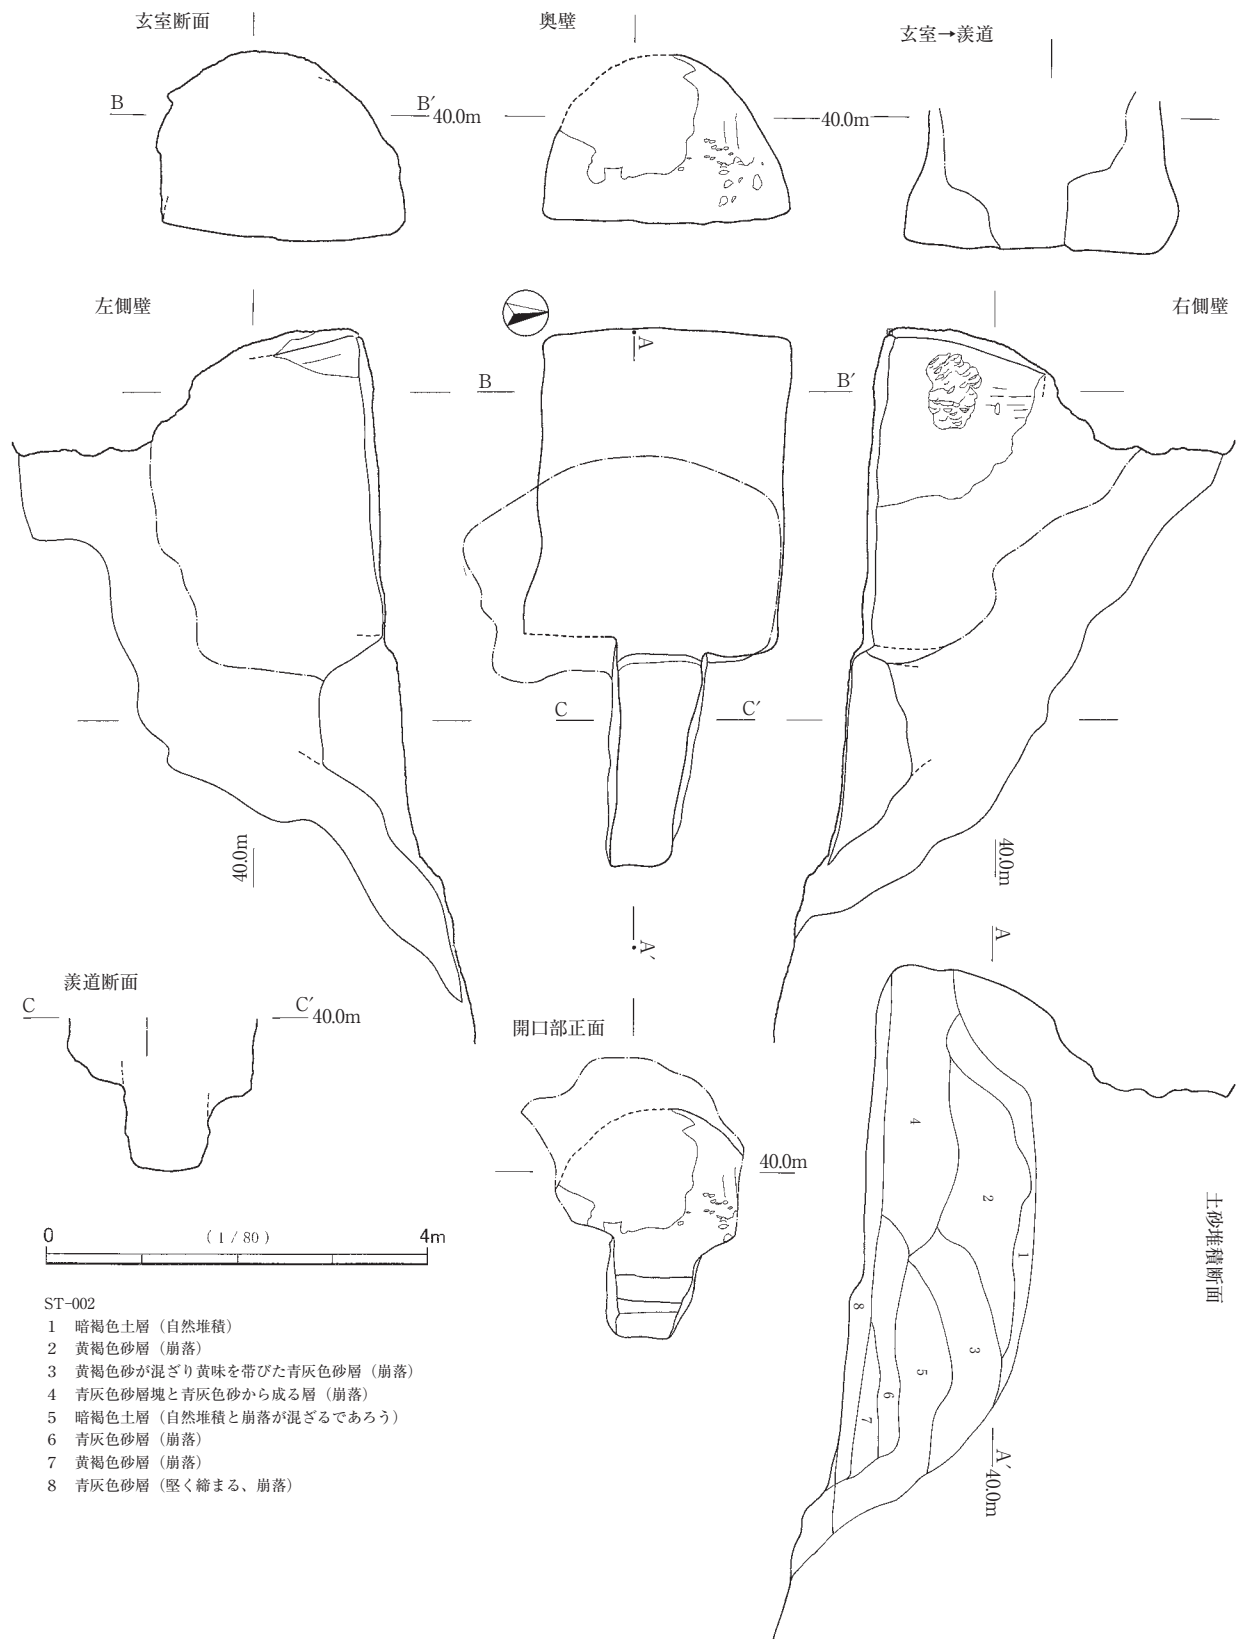 玄室断面
奥壁
玄室→羨道
B
B′
40.0m
40.0m
左側壁
右側壁
A
B
B′
C
C′
40.0m
40.0m
A′
A
羨道断面
C
C′
40.0m
開口部正面
40.0m
土砂堆積断面
4
2
1
8
3
5
6
7
A′
40.0m
0
(1/80)
4m
ST-002
1 暗褐色土層（自然堆積）
2 黄褐色砂層（崩落）
3 黄褐色砂が混ざり黄味を帯びた青灰色砂層（崩落）
4 青灰色砂層塊と青灰色砂から成る層（崩落）
5 暗褐色土層（自然堆積と崩落が混ざるであろう）
6 青灰色砂層（崩落）
7 黄褐色砂層（崩落）
8 青灰色砂層（堅く締まる、崩落）